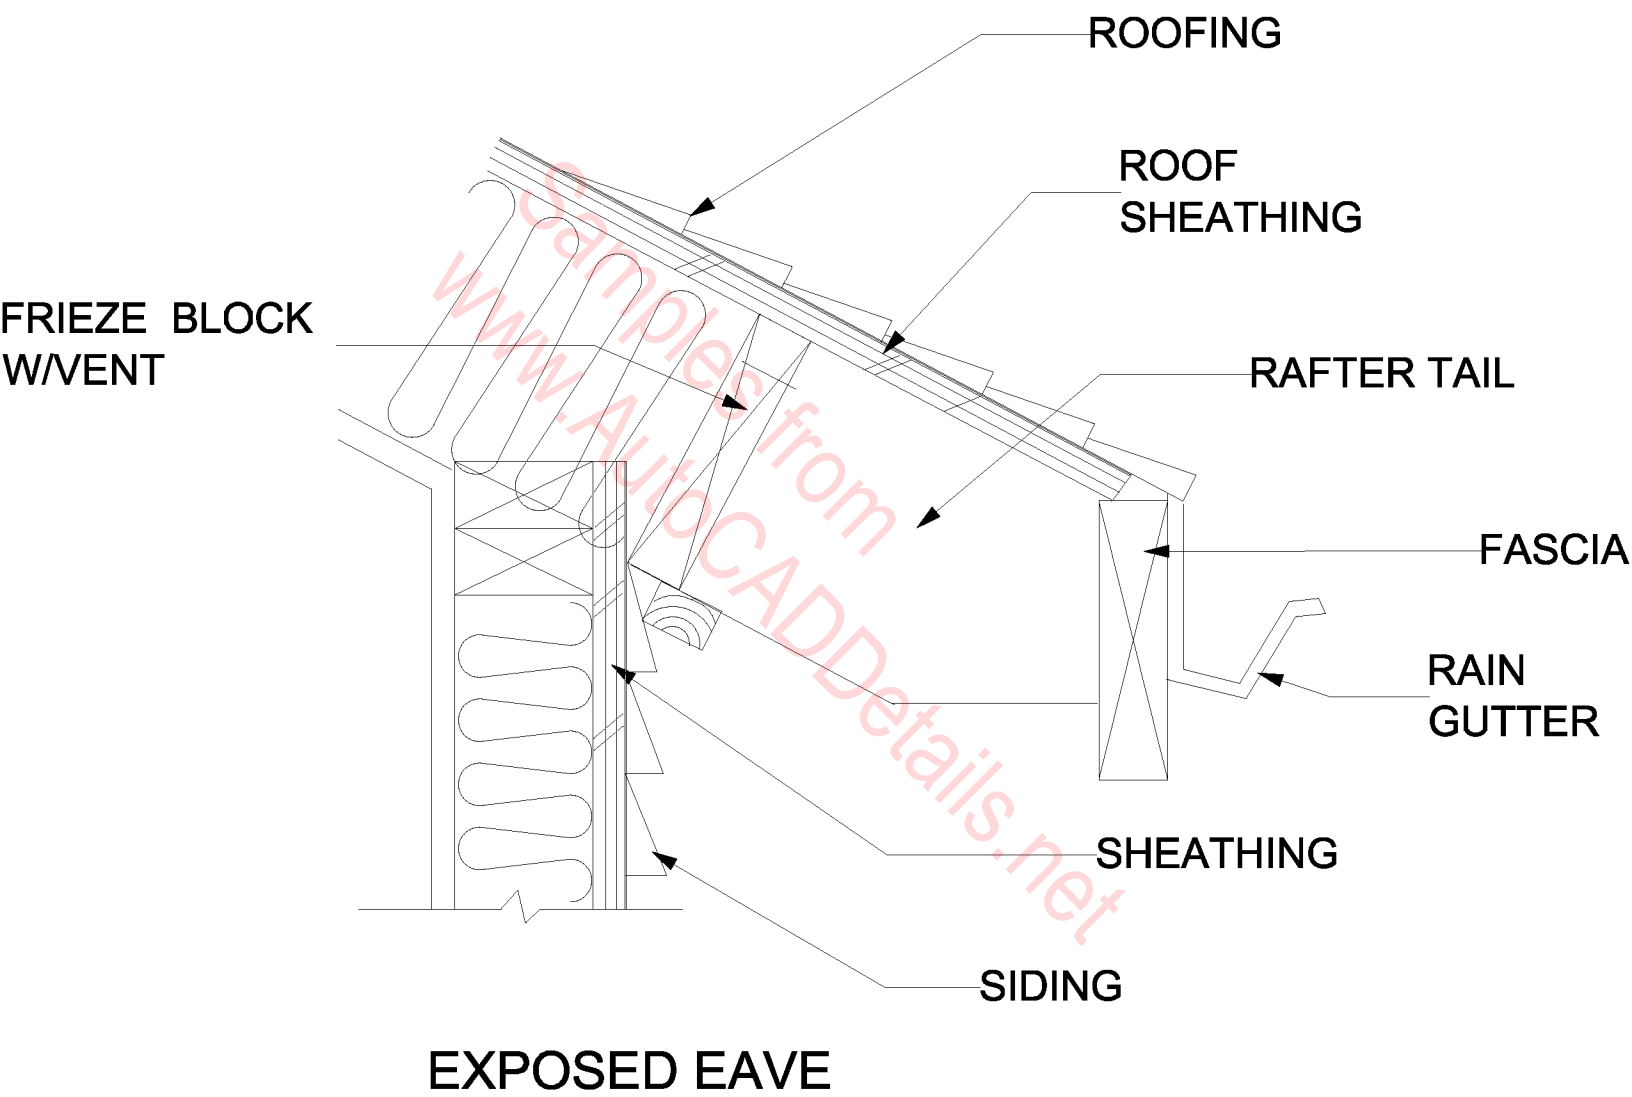 ROOFING
ROOF
SHEATHING
FRIEZE BLOCK
W/VENT
RAFTER TAIL
FASCIA
RAIN
GUTTER
SHEATHING
SIDING
EXPOSED EAVE
Samples from
www.AutoCADDetails.net